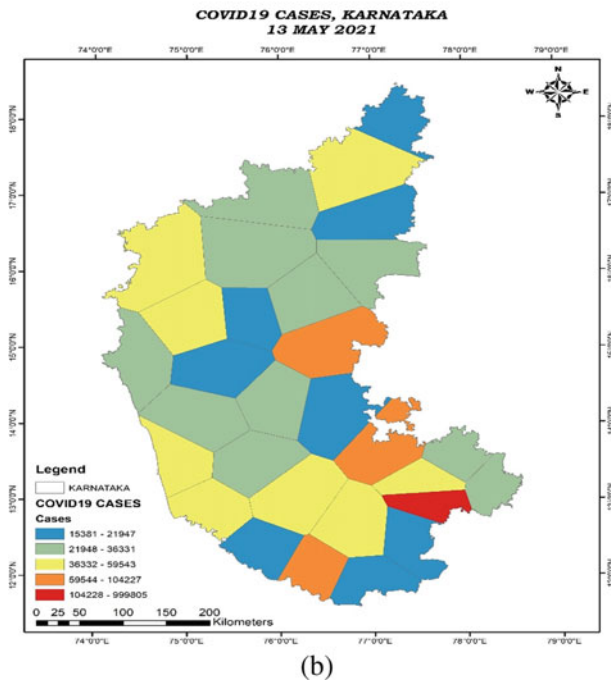 COVID19 CASES, KARNATAKA
13 MAY 2021
74°0'0"E 75°0'0"E 76°0'0"E 77°0'0"E 78°0'0"E 79°0'0"E
N
W E
S
18°0'0"N
17°0'0"N
16°0'0"N
15°0'0"N
14°0'0"N
13°0'0"N
12°0'0"N
Legend
KARNATAKA
COVID19 CASES
Cases
15381 - 21947
21948 - 36331
36332 - 59543
59544 - 104227
104228 - 999805
0 25 50 100 150 200
Kilometers
74°0'0"E 75°0'0"E 76°0'0"E 77°0'0"E 78°0'0"E 79°0'0"E
(b)